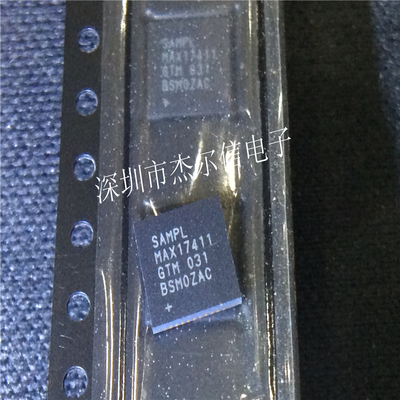 SAMPL
MAX17411
GTM 031
BSMOZAC
+
深圳市杰尔信电子
SAMPL
MAX17411
GTM 031
BSMOZAC
+